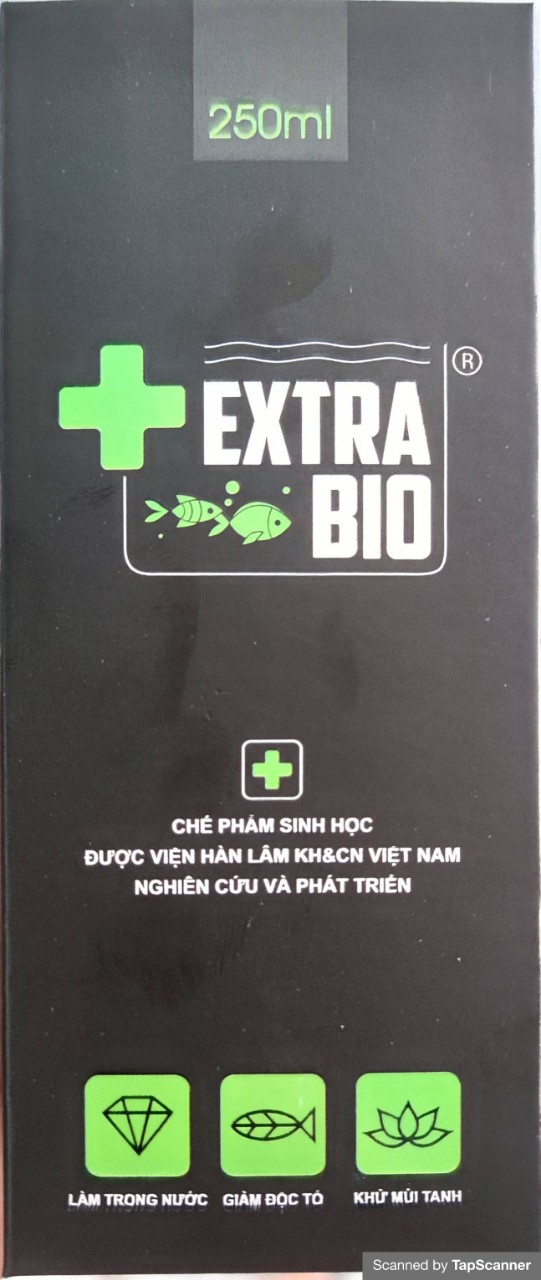 250ml
®
EXTRA
BIO
CHẾ PHẨM SINH HỌC
ĐƯỢC VIỆN HÀN LÂM KH&CN VIỆT NAM
NGHIÊN CỨU VÀ PHÁT TRIỂN
LÀM TRONG NƯỚC GIẢM ĐỘC TỐ KHỬ MÙI TANH
Scanned by TapScanner